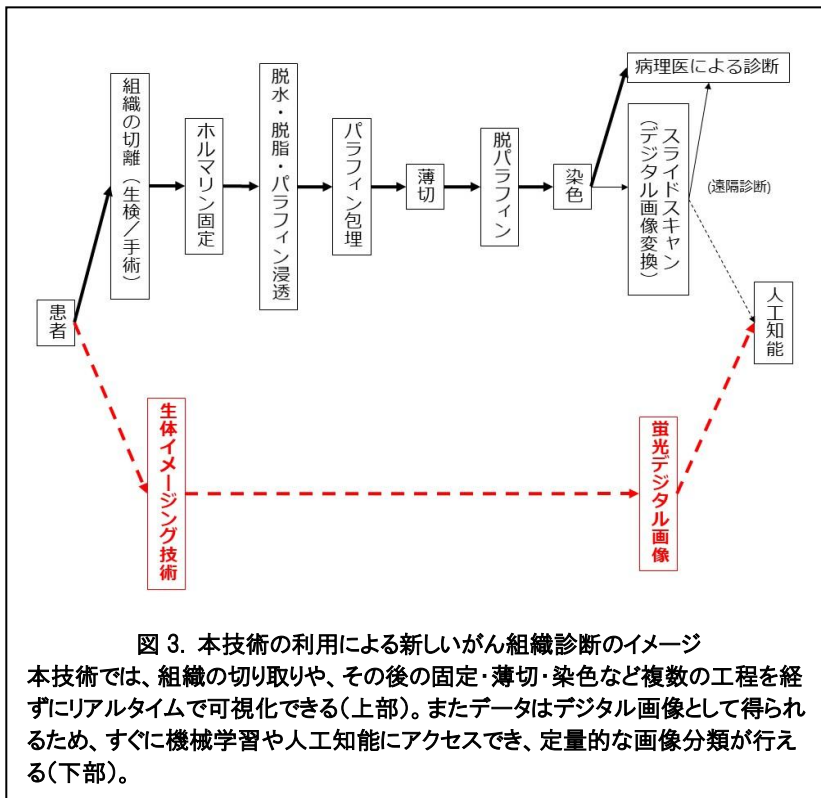 患者
組織の切離（生検／手術）
ホルマリン固定
脱水・脱脂・パラフィン浸透
パラフィン包埋
薄切
脱パラフィン
染色
病理医による診断
スライドスキャン
（デジタル画像変換）
(遠隔診断)
人工知能
生体イメージング技術
蛍光デジタル画像
図 3. 本技術の利用による新しいがん組織診断のイメージ
本技術では、組織の切り取りや、その後の固定・薄切・染色など複数の工程を経
ずにリアルタイムで可視化できる（上部）。またデータはデジタル画像として得られ
るため、すぐに機械学習や人工知能にアクセスでき、定量的な画像分類が行え
る（下部）。